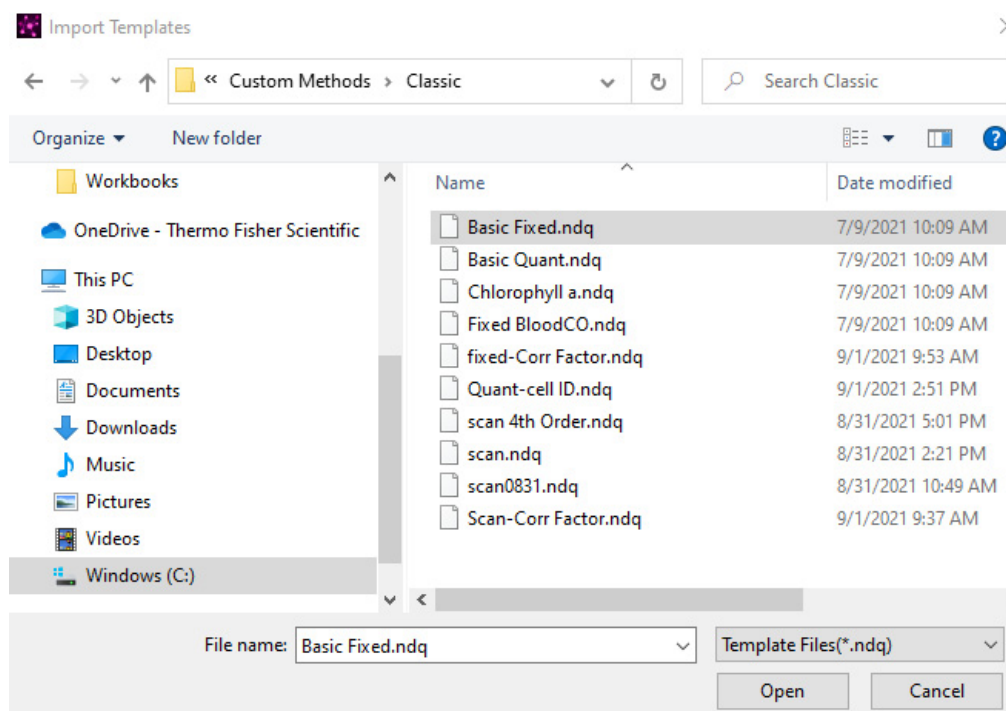 Import Templates
« Custom Methods > Classic
Search Classic
Organize
New folder
?
Workbooks
OneDrive - Thermo Fisher Scientific
This PC
3D Objects
Desktop
Documents
Downloads
Music
Pictures
Videos
Windows (C:)
Name Date modified
Basic Fixed.ndq 7/9/2021 10:09 AM
Basic Quant.ndq 7/9/2021 10:09 AM
Chlorophyll a.ndq 7/9/2021 10:09 AM
Fixed BloodCO.ndq 7/9/2021 10:09 AM
fixed-Corr Factor.ndq 9/1/2021 9:53 AM
Quant-cell ID.ndq 9/1/2021 2:51 PM
scan 4th Order.ndq 8/31/2021 5:01 PM
scan.ndq 8/31/2021 2:21 PM
scan0831.ndq 8/31/2021 10:49 AM
Scan-Corr Factor.ndq 9/1/2021 9:37 AM
File name: Basic Fixed.ndq
Template Files(*.ndq)
Open Cancel